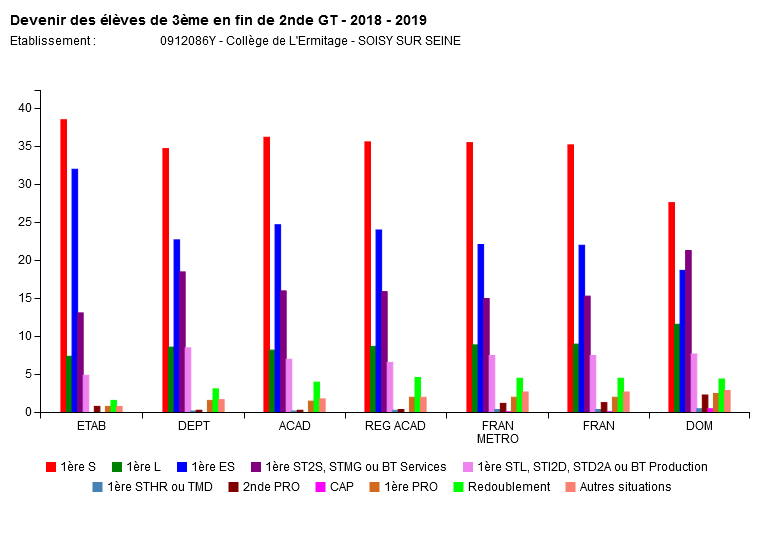 Devenir des élèves de 3ème en fin de 2nde GT - 2018 - 2019
Etablissement : 0912086Y - Collège de L'Ermitage - SOISY SUR SEINE
40
35
30
25
20
15
10
5
0
ETAB DEPT ACAD REG ACAD FRAN METRO FRAN DOM
1ère S 1ère L 1ère ES 1ère ST2S, STMG ou BT Services 1ère STL, STI2D, STD2A ou BT Production
1ère STHR ou TMD 2nde PRO CAP 1ère PRO Redoublement Autres situations